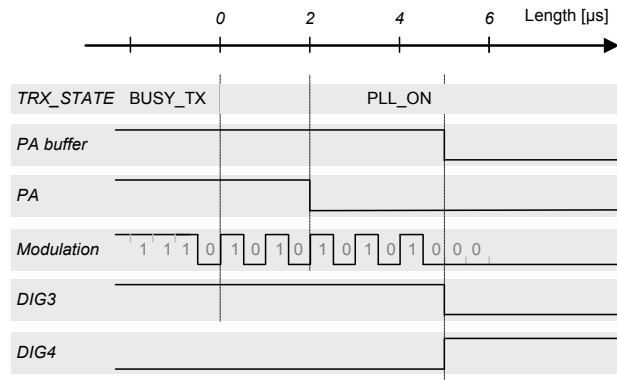 0 2 4 6 Length [µs]
TRX_STATE BUSY_TX PLL_ON
PA buffer
PA
Modulation 1 1 1 0 1 0 1 0 1 0 1 0 1 0 0 0
DIG3
DIG4